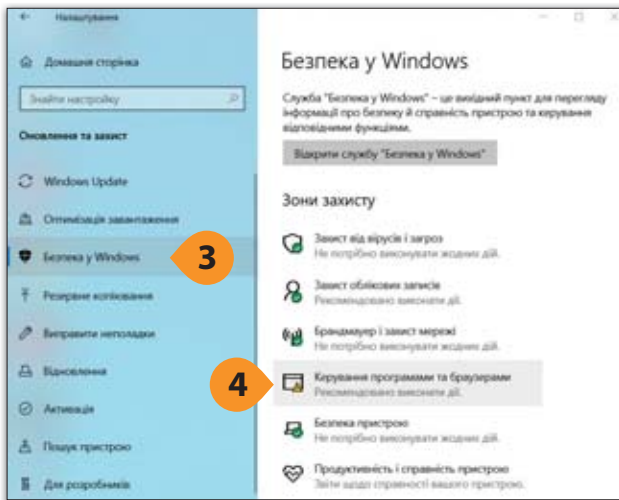 Налаштування
Домашня сторінка
Знайти настройку
Оновлення та захист
Windows Update
Оптимізація завантаження
Безпека у Windows
3
Резервне копіювання
Виправити неполадки
Відновлення
Активація
Пошук пристрою
Для розробників
Безпека у Windows
Служба "Безпека у Windows" – це вихідний пункт для перегляду
інформації про безпеку й справність пристрою та керування
відповідними функціями.
Відкрити службу "Безпека у Windows"
Зони захисту
Захист від вірусів і загроз
Не потрібно виконувати жодних дій.
Захист облікових записів
Рекомендовано виконати дії.
Брандмауер і захист мережі
Не потрібно виконувати жодних дій.
4
Керування програмами та браузерами
Рекомендовано виконати дії.
Безпека пристрою
Не потрібно виконувати жодних дій.
Продуктивність і справність пристрою
Звіти щодо справності вашого пристрою.